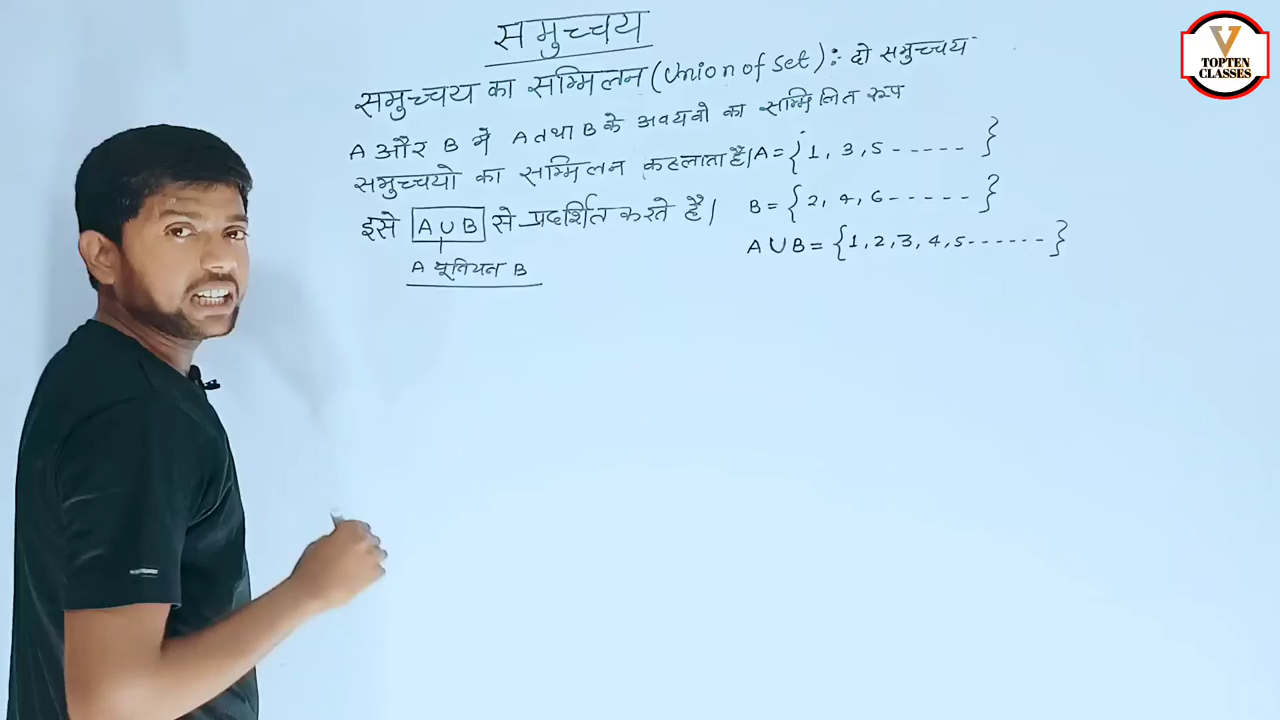 समुच्चय
समुच्चय का सम्मिलन (Union of Set) :- दो समुच्चय
A और B में A तथा B के अवयवो का सम्मिलित रूप
समुच्चयो का सम्मिलन कहलाता है। A = { 1, 3, 5 ----- }
इसे A ∪ B से प्रदर्शित करते है। B = { 2, 4, 6 ------ }
A ∪ B = { 1, 2, 3, 4, 5 ------ }
A यूनियन B
V
TOPTEN
CLASSES